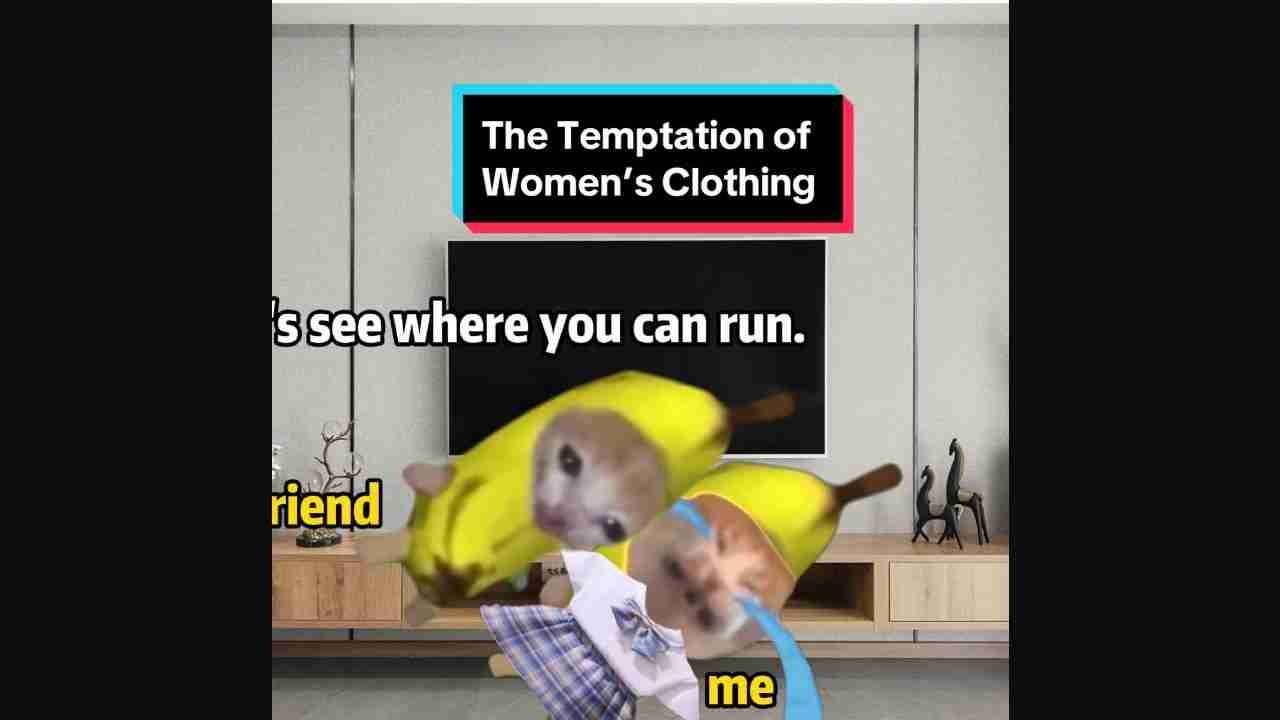 The Temptation of
Women's Clothing
's see where you can run.
riend
me